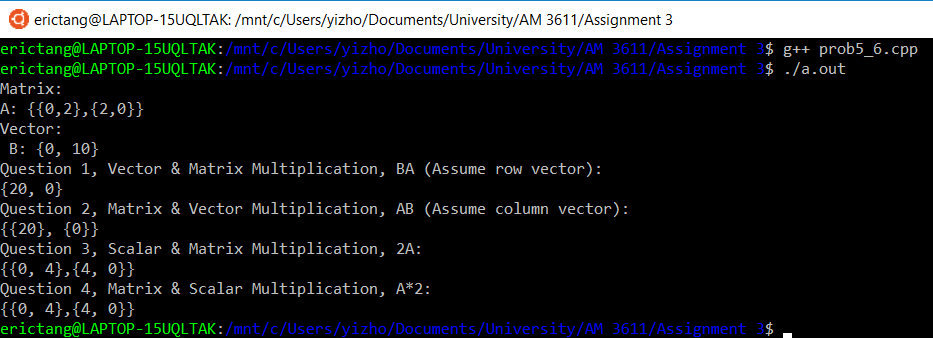 erictang@LAPTOP-15UQLTAK: /mnt/c/Users/yizho/Documents/University/AM 3611/Assignment 3
erictang@LAPTOP-15UQLTAK:/mnt/c/Users/yizho/Documents/University/AM 3611/Assignment 3$ g++ prob5_6.cpp
erictang@LAPTOP-15UQLTAK:/mnt/c/Users/yizho/Documents/University/AM 3611/Assignment 3$ ./a.out
Matrix:
A: {{0,2},{2,0}}
Vector:
 B: {0, 10}
Question 1, Vector & Matrix Multiplication, BA (Assume row vector):
{20, 0}
Question 2, Matrix & Vector Multiplication, AB (Assume column vector):
{{20}, {0}}
Question 3, Scalar & Matrix Multiplication, 2A:
{{0, 4},{4, 0}}
Question 4, Matrix & Scalar Multiplication, A*2:
{{0, 4},{4, 0}}
erictang@LAPTOP-15UQLTAK:/mnt/c/Users/yizho/Documents/University/AM 3611/Assignment 3$